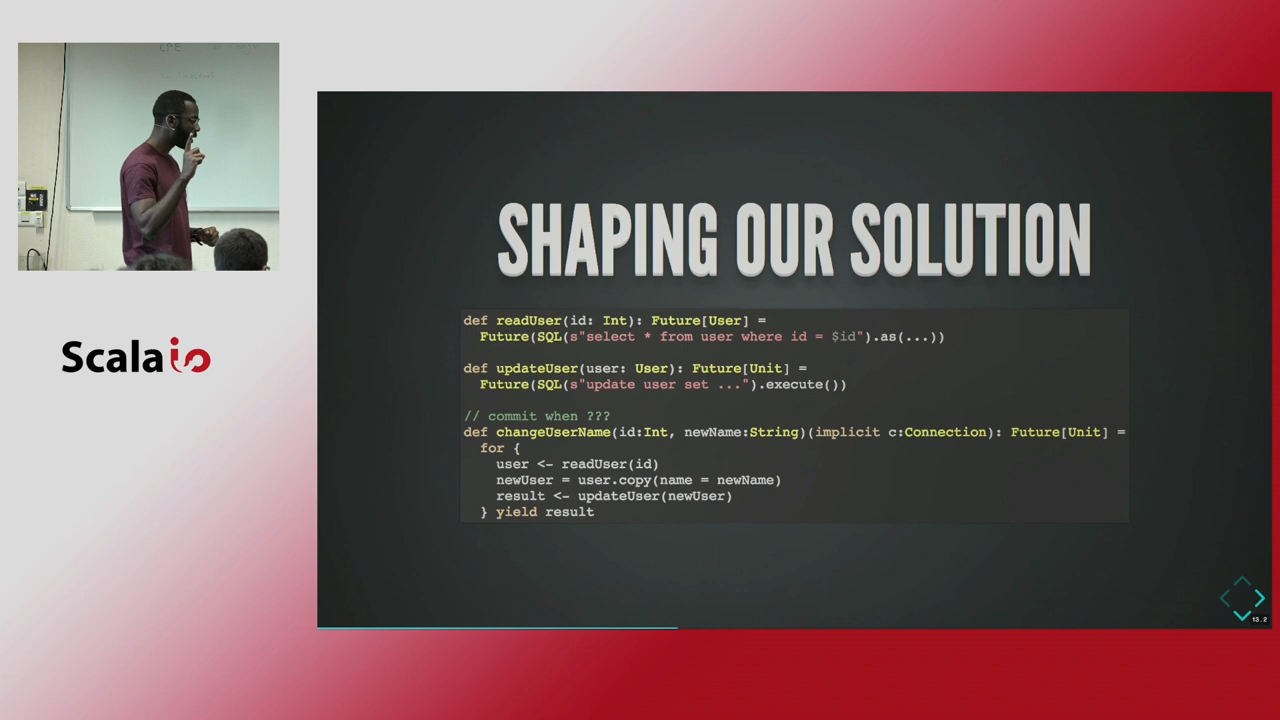 CPE
Scala
io
SHAPING OUR SOLUTION
def readUser(id: Int): Future[User] =
Future(SQL(s"select * from user where id = $id").as(...))
def updateUser(user: User): Future[Unit] =
Future(SQL(s"update user set ...").execute())
// commit when ???
def changeUserName(id:Int, newName:String)(implicit c:Connection): Future[Unit] =
for {
user <- readUser(id)
newUser = user.copy(name = newName)
result <- updateUser(newUser)
} yield result
13.2